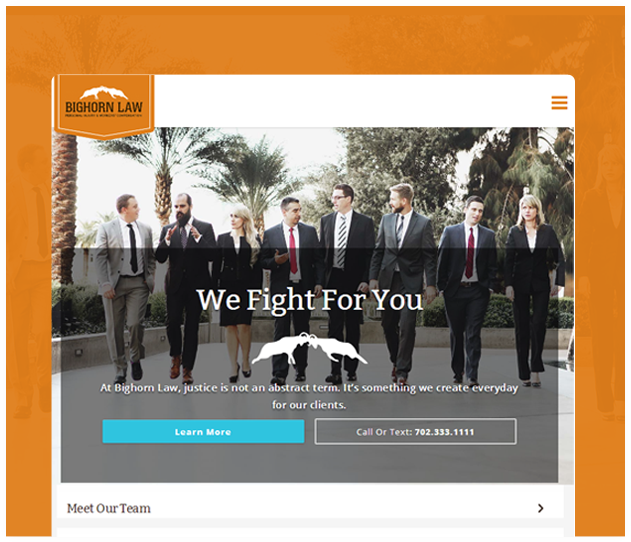 BIGHORN LAW
We Fight For You
At Bighorn Law, justice is not an abstract term. It's something we create everyday
for our clients.
Learn More
Call Or Text: 702.333.1111
Meet Our Team